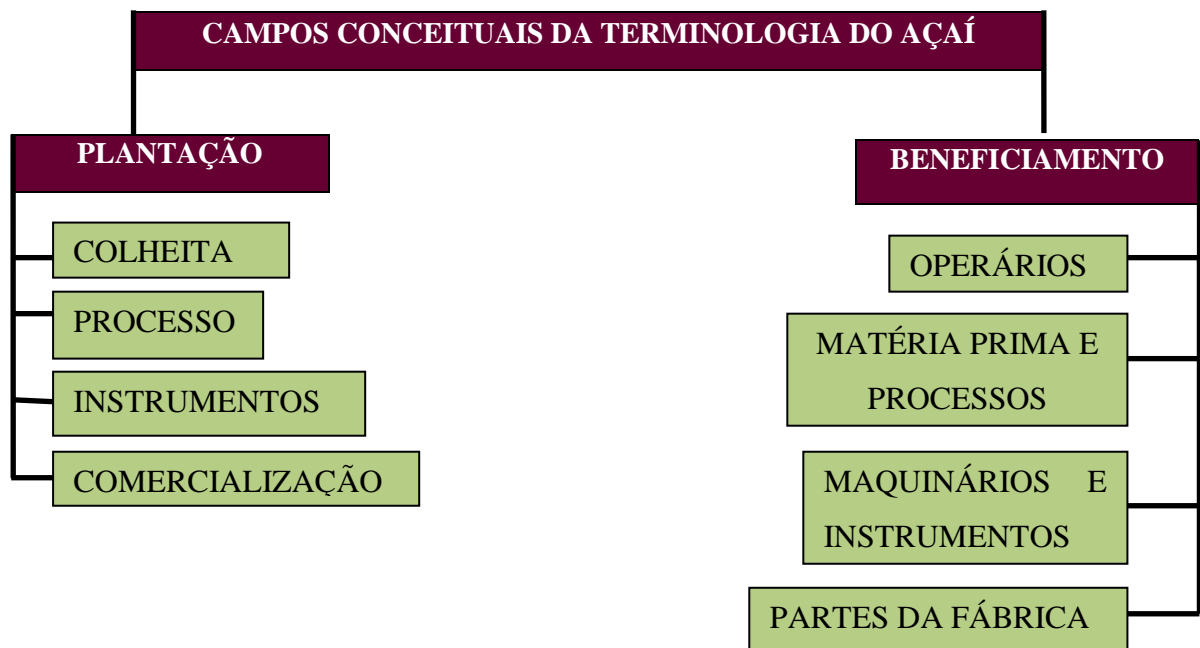 CAMPOS CONCEITUAIS DA TERMINOLOGIA DO AÇAÍ
PLANTAÇÃO
COLHEITA
PROCESSO
INSTRUMENTOS
COMERCIALIZAÇÃO
BENEFICIAMENTO
OPERÁRIOS
MATÉRIA PRIMA E
PROCESSOS
MAQUINÁRIOS E
INSTRUMENTOS
PARTES DA FÁBRICA